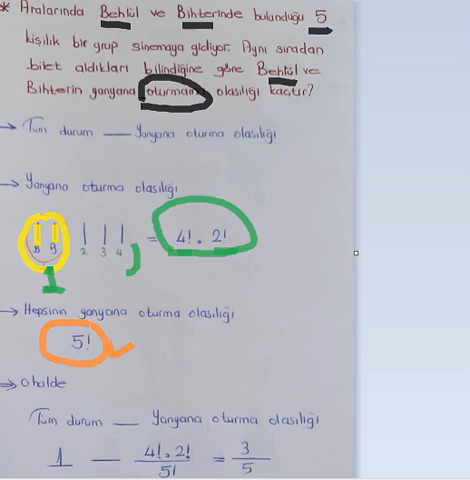 * Aralarında Behlül ve Bihterinde bulunduğu 5
kişilik bir grup sinemaya gidiyor. Aynı sıradan
bilet aldıkları bilindiğine göre Behlül ve
Bihterin yanyana oturmama olasılığı kaçtır?
→ Tüm durum — Yanyana oturma olasılığı
→ Yanyana oturma olasılığı
B B | | | = 4! . 2!
1 2 3 4
→ Hepsinin yanyana oturma olasılığı
5!
⇒ O halde
Tüm durum — Yanyana oturma olasılığı
1 — 4! . 2! / 5! = 3 / 5